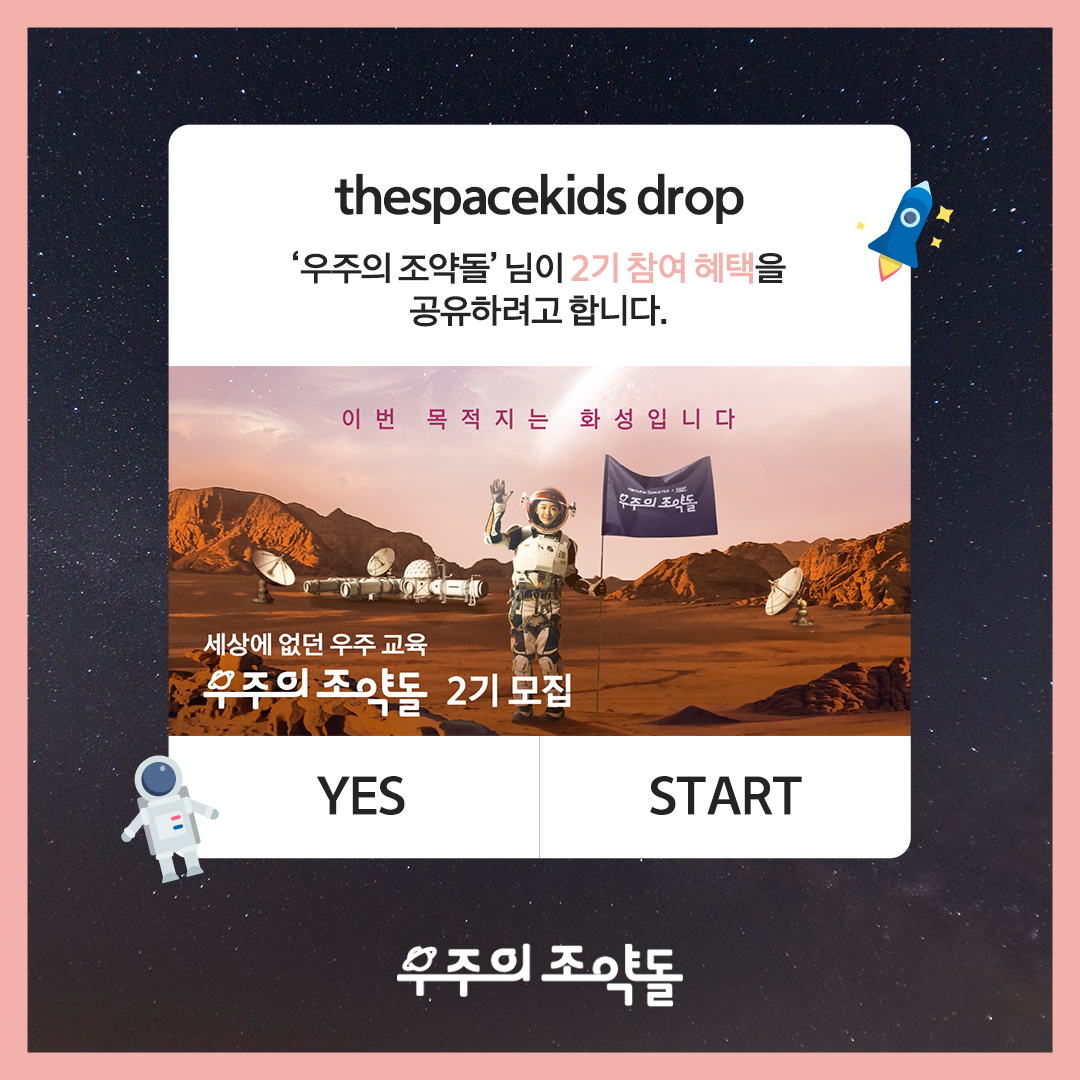 thespacekids drop
‘우주의 조약돌’ 님이 2기 참여 혜택을
공유하려고 합니다.
이번 목적지는 화성입니다
우주의 조약돌
세상에 없던 우주 교육
우주의 조약돌 2기 모집
YES
START
우주의 조약돌